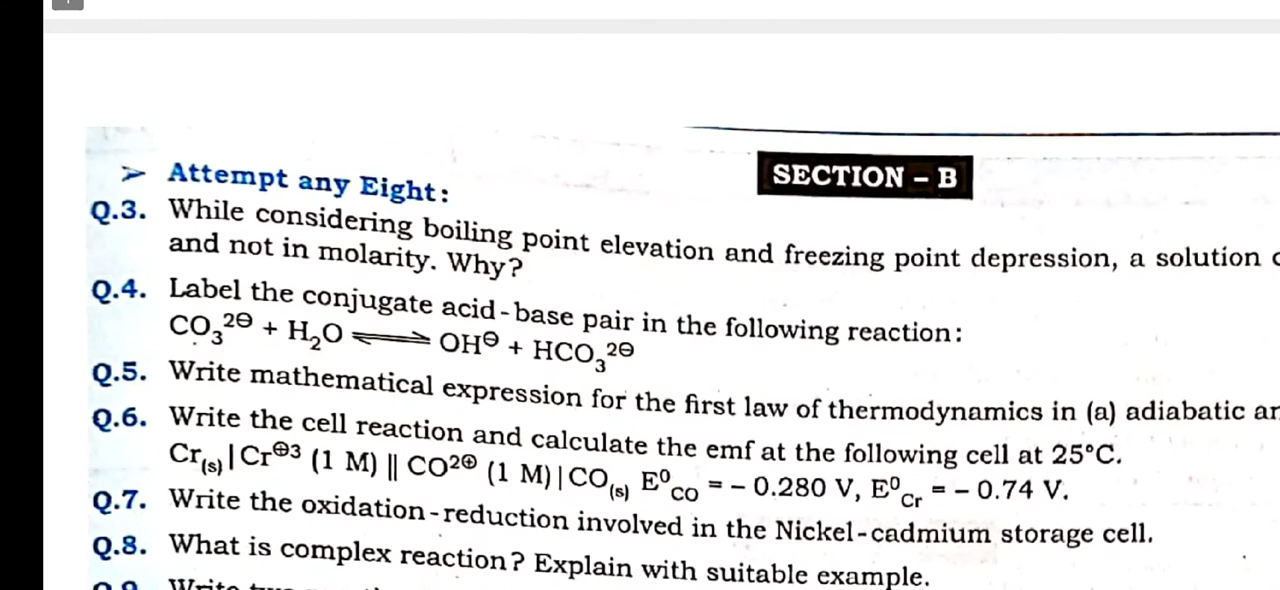 SECTION – B
➤ Attempt any Eight:
Q.3. While considering boiling point elevation and freezing point depression, a solution
and not in molarity. Why?
Q.4. Label the conjugate acid-base pair in the following reaction:
CO₃²⊖ + H₂O ⇌ OH⊖ + HCO₃²⊖
Q.5. Write mathematical expression for the first law of thermodynamics in (a) adiabatic
Q.6. Write the cell reaction and calculate the emf at the following cell at 25°C.
Cr(s) | Cr⊕³ (1 M) || CO²⊕ (1 M) | CO(s) E⁰CO = – 0.280 V, E⁰Cr = – 0.74 V.
Q.7. Write the oxidation-reduction involved in the Nickel-cadmium storage cell.
Q.8. What is complex reaction? Explain with suitable example.